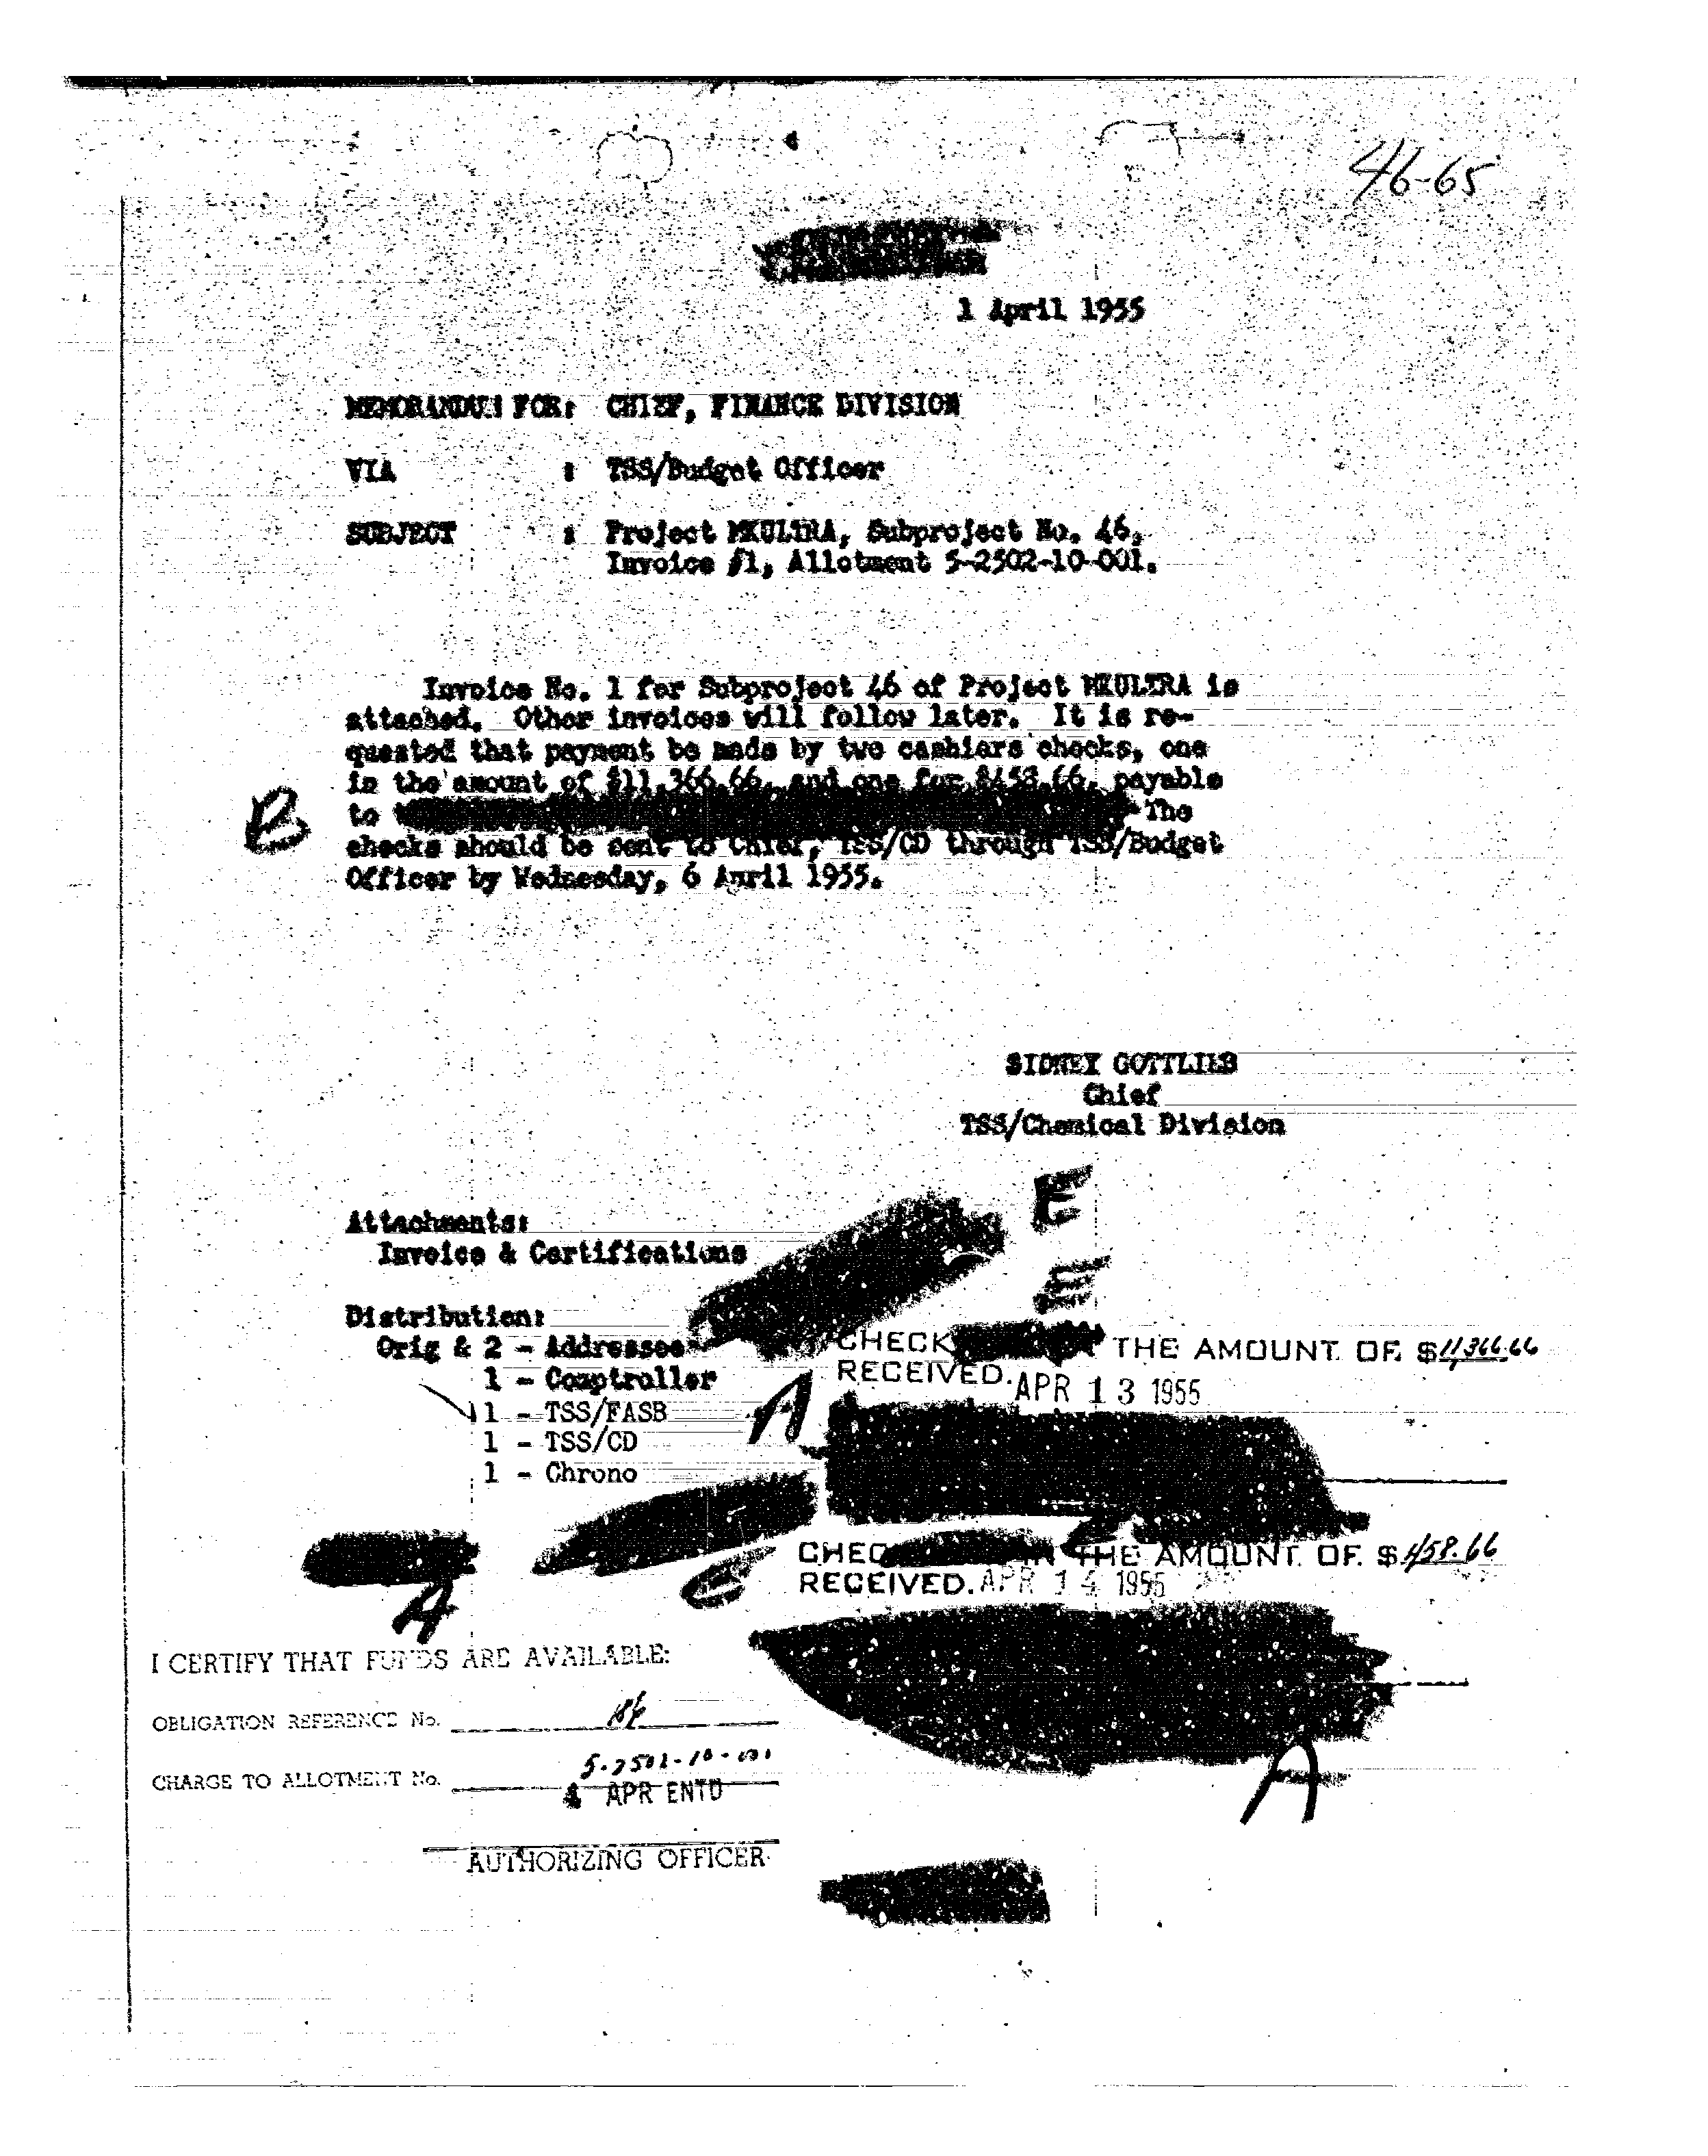 46-65
1 April 1955
MEMORANDUM FOR: CHIEF, FINANCE DIVISION
VIA : TSS/Budget Officer
SUBJECT : Project MKULTRA, Subproject No. 46,
Invoice #1, Allotment 5-2502-10-001.
Invoice No. 1 for Subproject 46 of Project MKULTRA is
attached. Other invoices will follow later. It is re-
quested that payment be made by two cashiers checks, one
in the amount of $11,366.66, and one for $458.66, payable
to The
B
checks should be sent to Chief, TSS/CD through TSS/Budget
Officer by Wednesday, 6 April 1955.
SIDNEY GOTTLIEB
Chief
TSS/Chemical Division
E
Attachments:
Invoice & Certifications
E
Distribution:
Orig & 2 - Addressee
1 - Comptroller
1 - TSS/FASB
1 - TSS/CD
1 - Chrono
CHECK THE AMOUNT OF $11,366.66
RECEIVED. APR 13 1955
A
CHEC IN THE AMOUNT OF $458.66
RECEIVED. APR 14 1955
C
A
I CERTIFY THAT FUNDS ARE AVAILABLE:
OBLIGATION REFERENCE No.
CHARGE TO ALLOTMENT No. 5-2502-10-001
4 APR ENTD
A
AUTHORIZING OFFICER